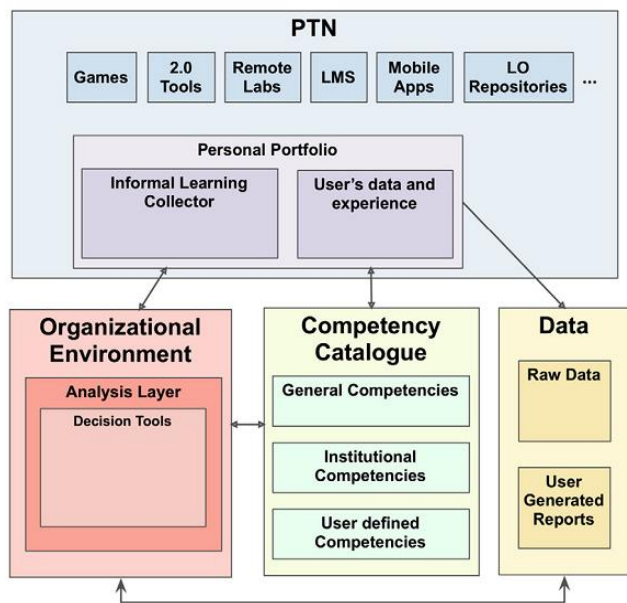 PTN
Games
2.0
Tools
Remote
Labs
LMS
Mobile
Apps
LO
Repositories
...
Personal Portfolio
Informal Learning
Collector
User's data and
experience
Organizational
Environment
Analysis Layer
Decision Tools
Competency
Catalogue
General Competencies
Institutional
Competencies
User defined
Competencies
Data
Raw Data
User
Generated
Reports